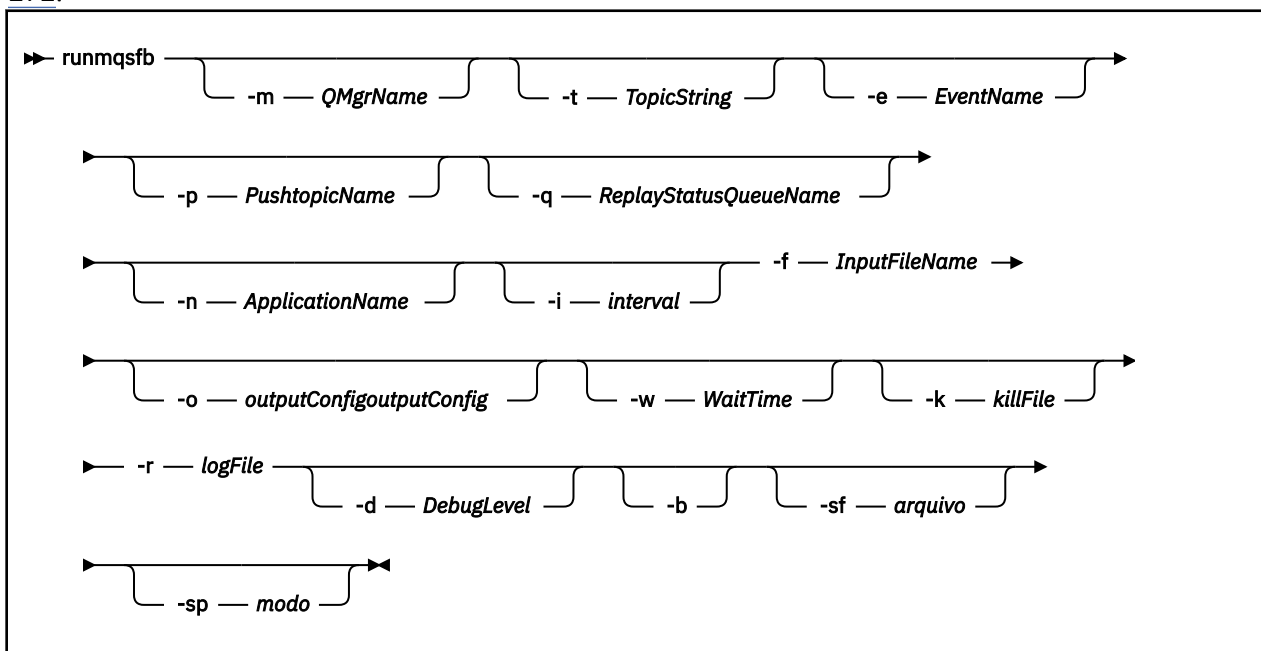 runmqsfb
-m QMgrName -t TopicString -e EventName
-p PushtopicName -q ReplayStatusQueueName
-f InputFileName
-n ApplicationName -i interval
-o outputConfigoutputConfig -w WaitTime -k killFile
-r logFile
-d DebugLevel -b -sf arquivo
-sp modo